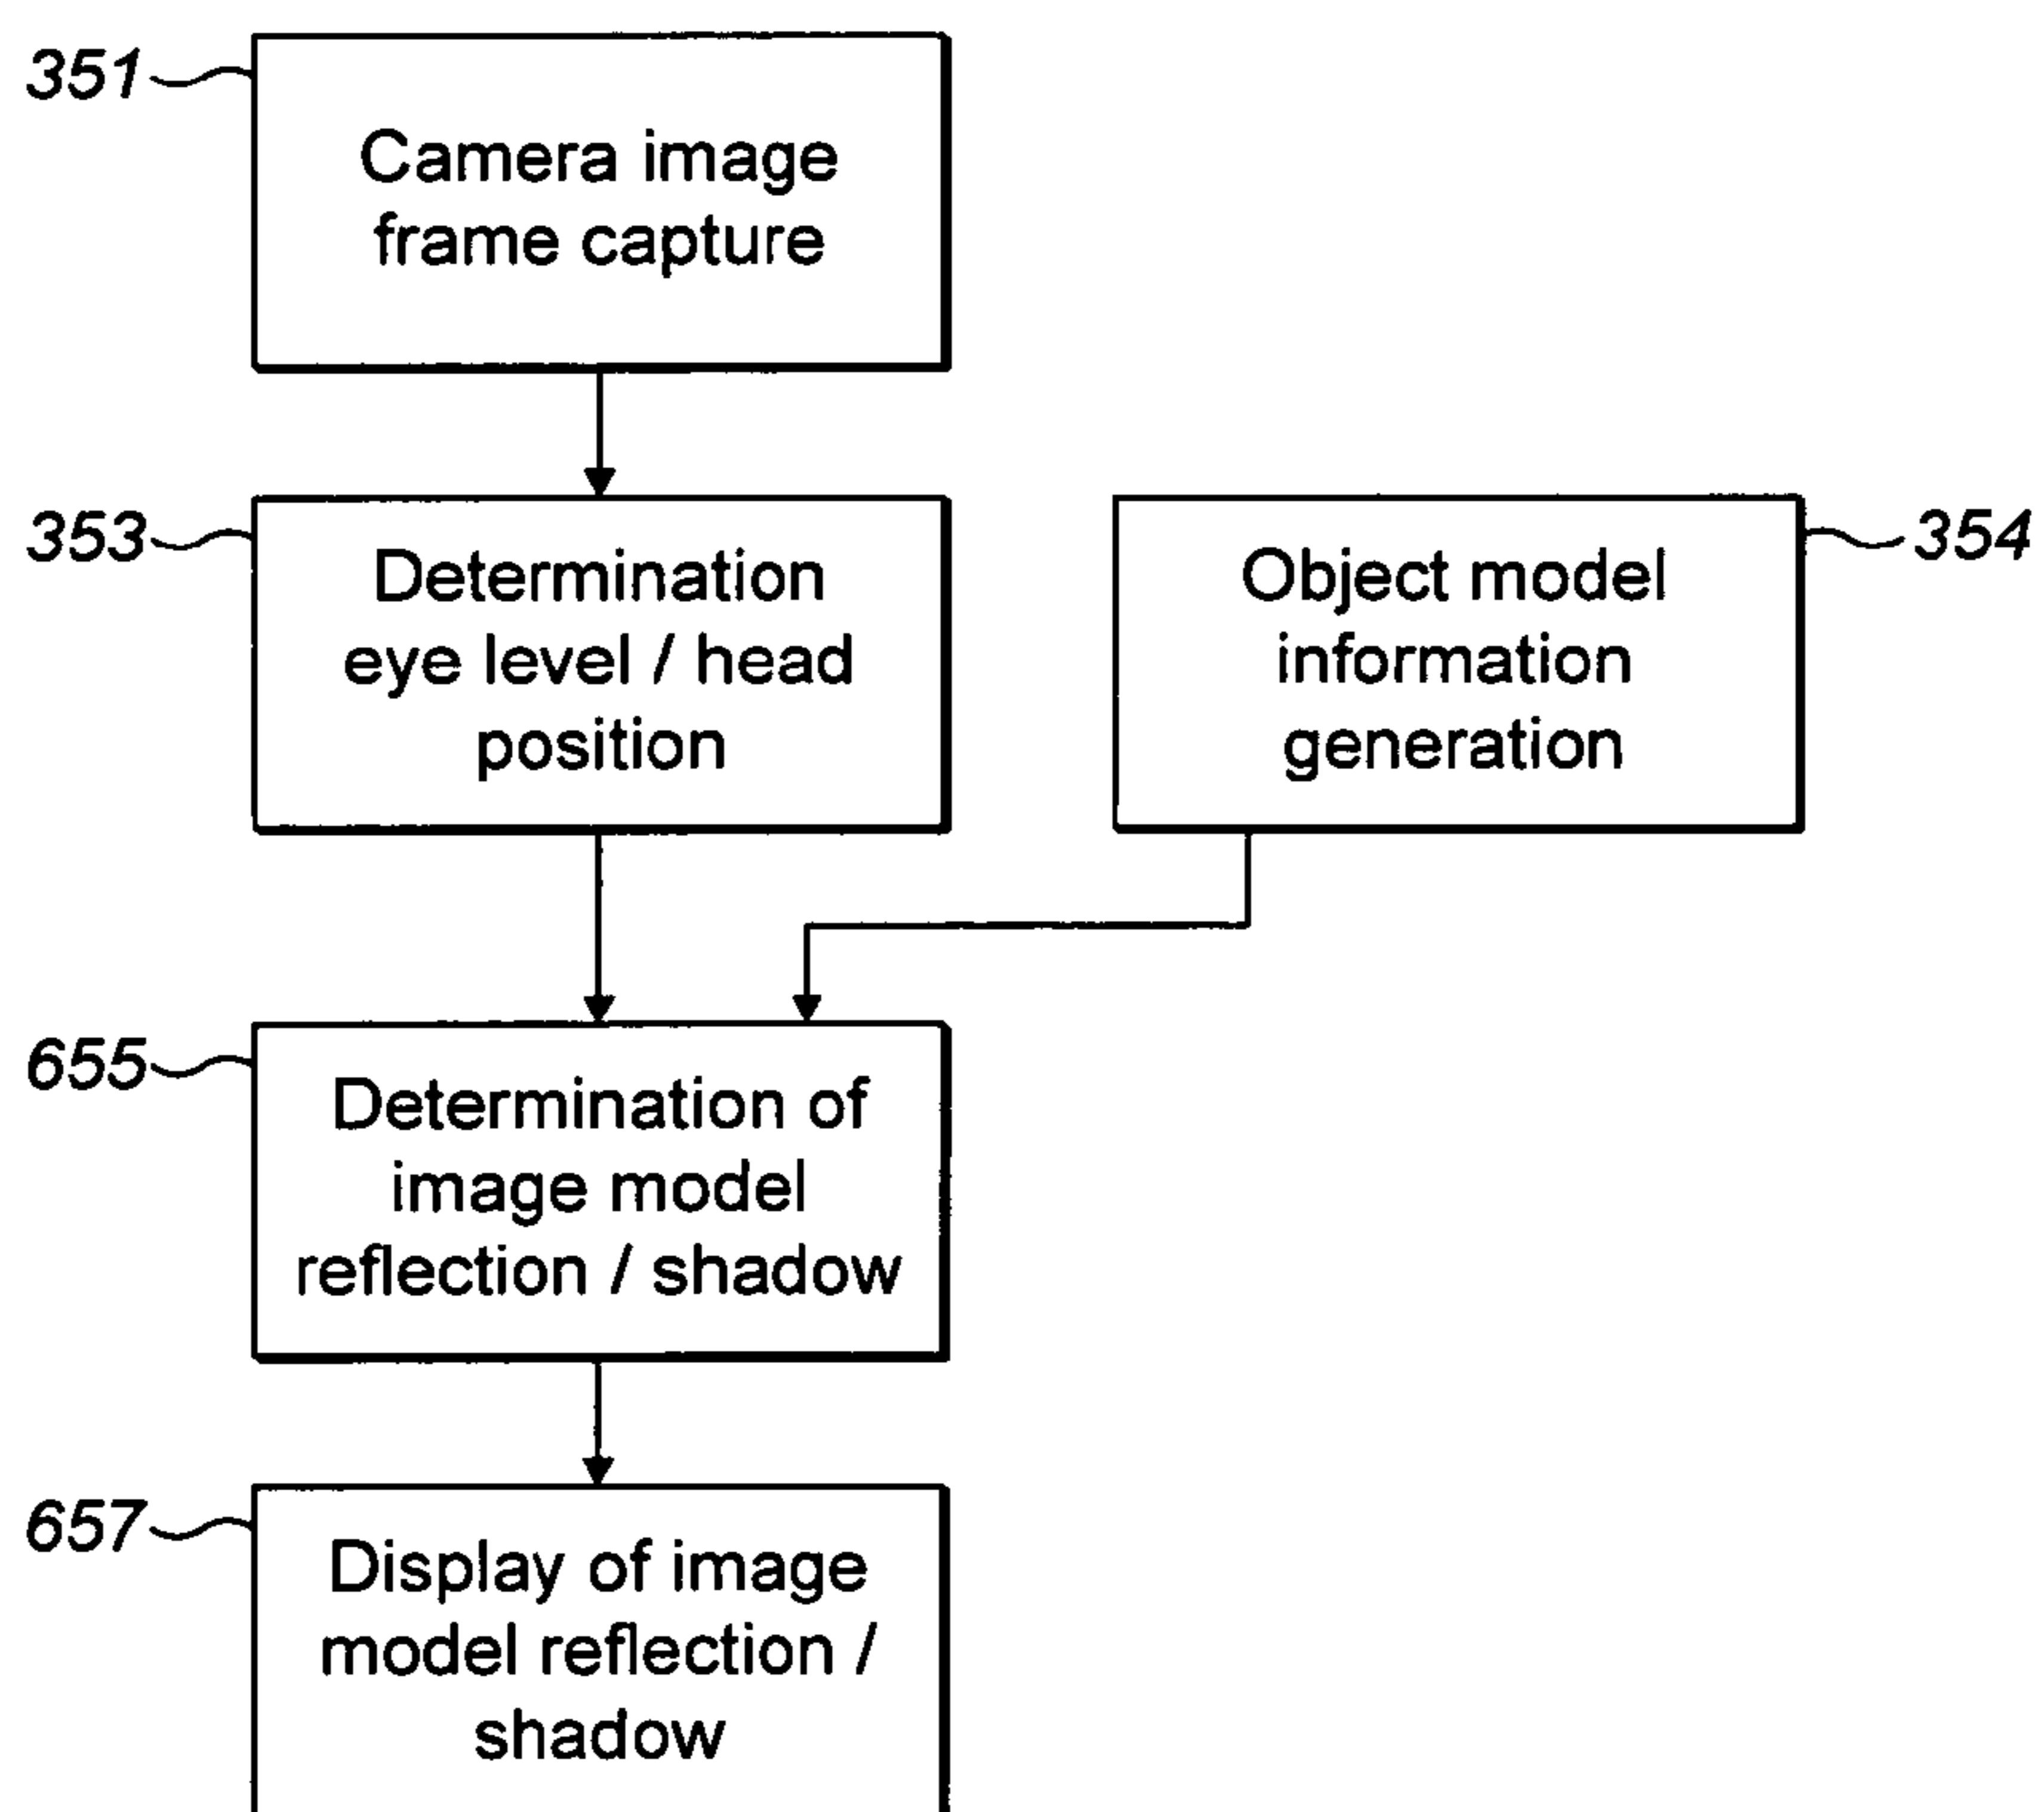 351
Camera image
frame capture
353
Determination
eye level / head
position
Object model
information
generation
354
655
Determination of
image model
reflection / shadow
657
Display of image
model reflection /
shadow